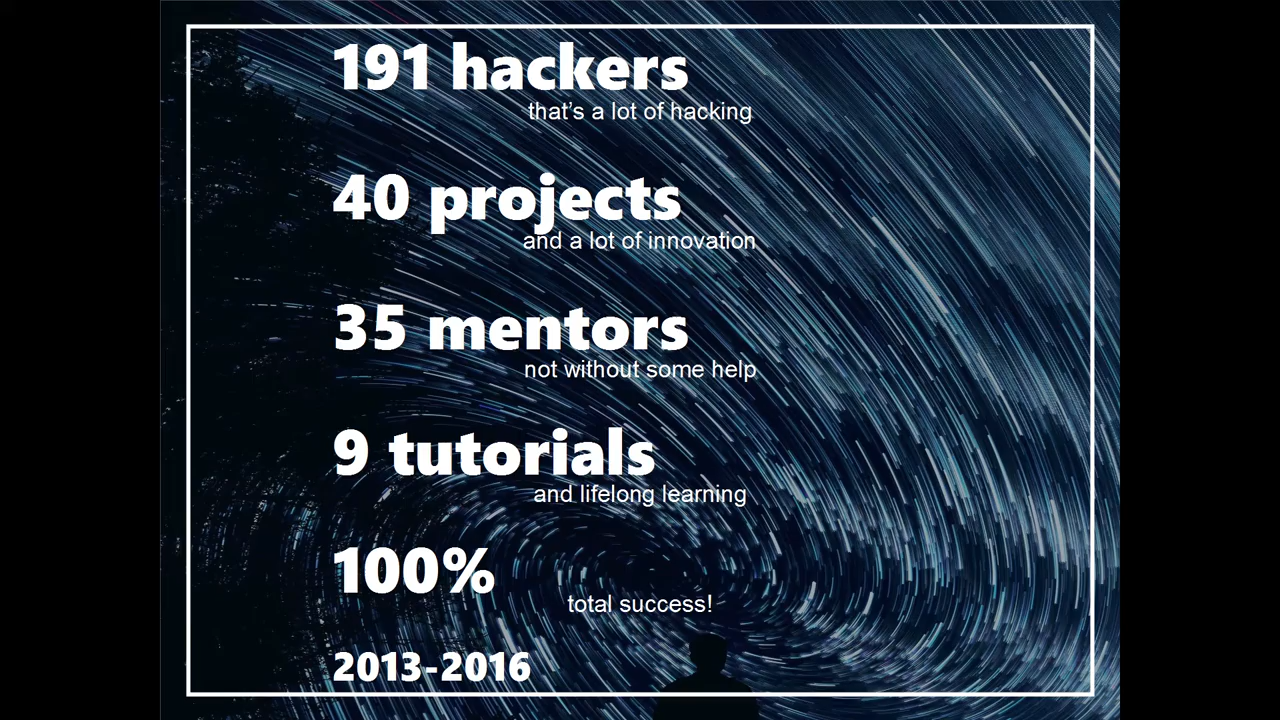 191 hackers
that’s a lot of hacking
40 projects
and a lot of innovation
35 mentors
not without some help
9 tutorials
and lifelong learning
100%
total success!
2013-2016